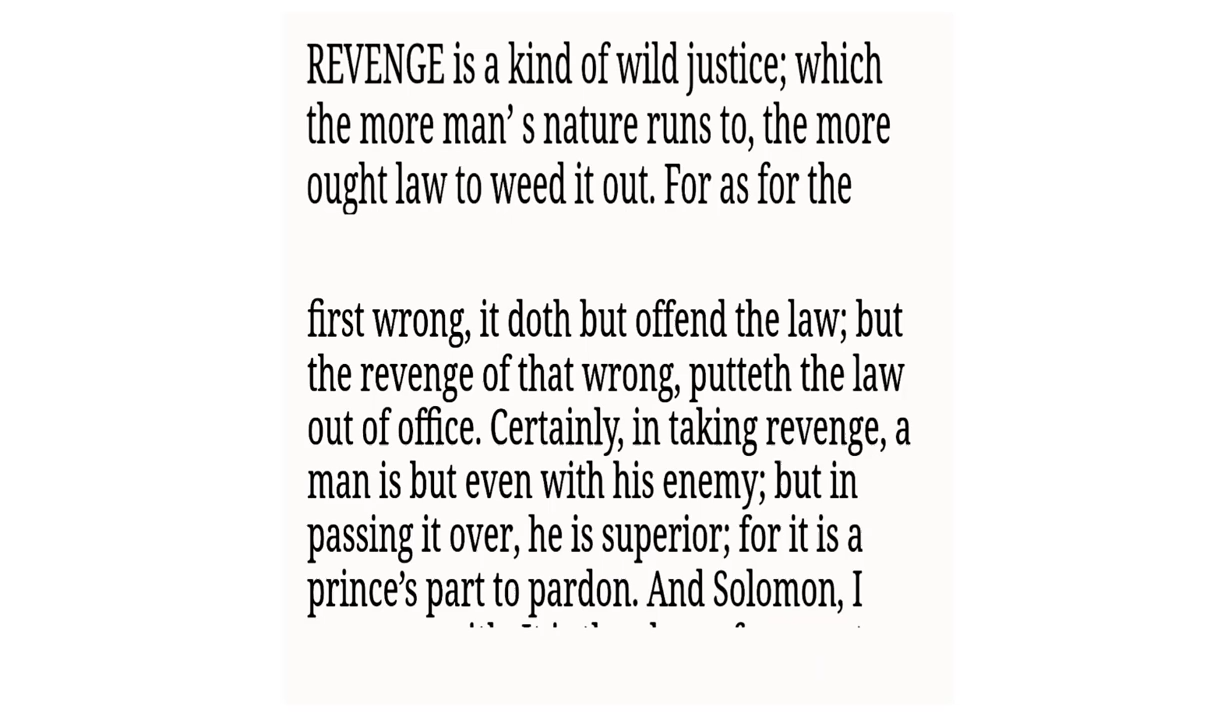 REVENGE is a kind of wild justice; which
the more man’ s nature runs to, the more
ought law to weed it out. For as for the
first wrong, it doth but offend the law; but
the revenge of that wrong, putteth the law
out of office. Certainly, in taking revenge, a
man is but even with his enemy; but in
passing it over, he is superior; for it is a
prince’s part to pardon. And Solomon, I